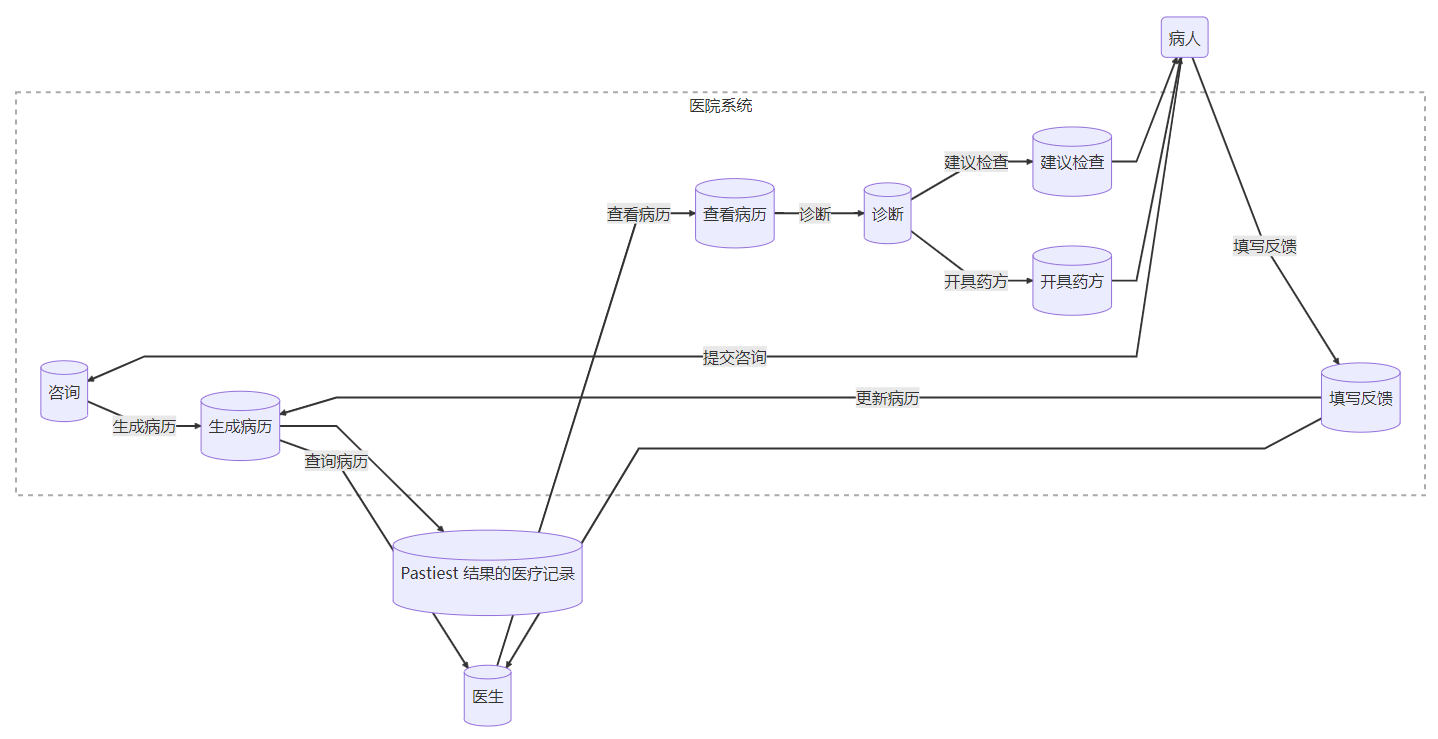 病人
医院系统
建议检查
建议检查
查看病历
查看病历
诊断
诊断
填写反馈
开具药方
开具药方
提交咨询
咨询
更新病历
填写反馈
生成病历
生成病历
查询病历
Pastiest 结果的医疗记录
医生